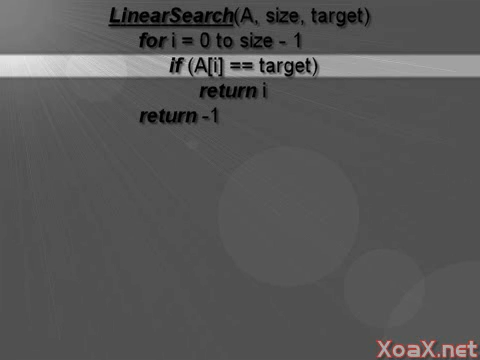 LinearSearch(A, size, target)
for i = 0 to size - 1
if (A[i] == target)
return i
return -1
XoaX.net